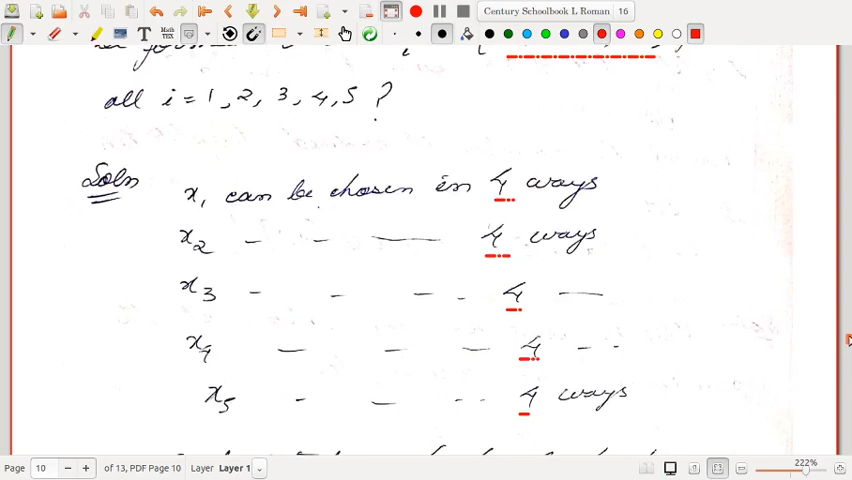 Century Schoolbook L Roman 16
all i = 1, 2, 3, 4, 5 ?
Soln
x1 can be chosen in 4 ways
x2 - - — 4 ways
x3 - - - - 4 —
x4 - - - 4 - -
x5 - - - - 4 ways
Page 10 of 13, PDF Page 10 Layer Layer 1 222%